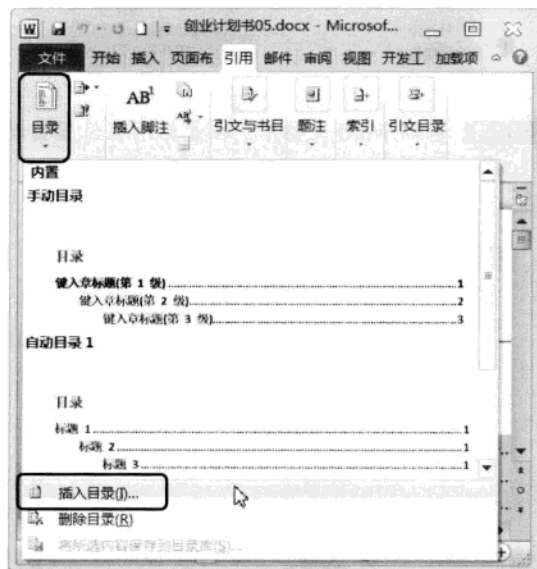 创业计划书05.docx - Microsof...
文件 开始 插入 页面布 引用 邮件 审阅 视图 开发工 加载项
AB¹
目录 插入脚注 引文与书目 题注 索引 引文目录
内置
手动目录
目录
键入章标题(第 1 级)......1
键入章标题(第 2 级)......2
键入章标题(第 3 级)......3
自动目录 1
目录
标题 1......1
标题 2......1
标题 3......1
插入目录(I)...
删除目录(R)
将所选内容保存到目录库(S)...